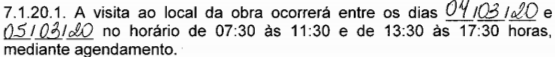 7.1.20.1. A visita ao local da obra ocorrerá entre os dias 04/03/20 e
05/03/20 no horário de 07:30 às 11:30 e de 13:30 às 17:30 horas,
mediante agendamento.